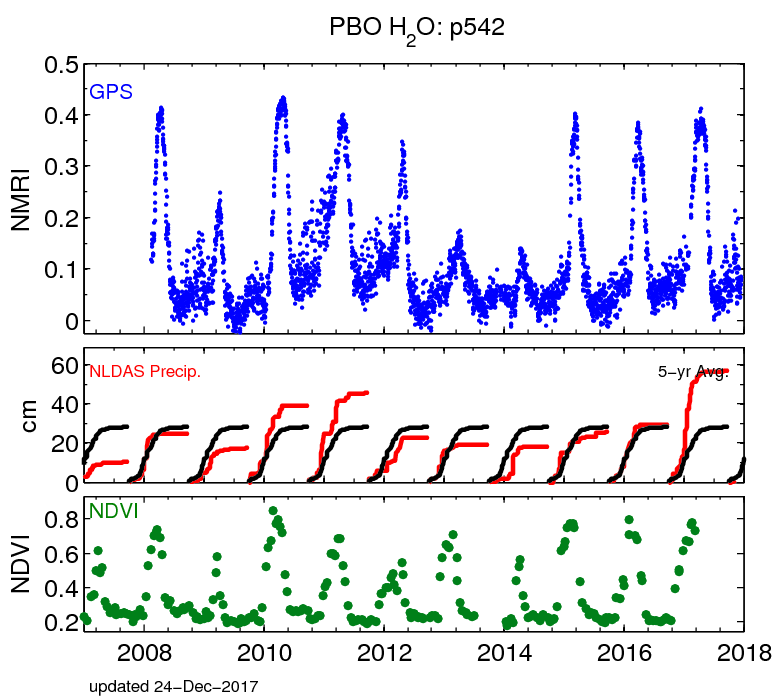 PBO H2O: p542
0.5
GPS
0.4
0.3
NMRI
0.2
0.1
0
60
NLDAS Precip.
5-yr Avg.
40
cm
20
0
NDVI
0.8
0.6
NDVI
0.4
0.2
2008 2010 2012 2014 2016 2018
updated 24-Dec-2017